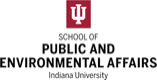 SCHOOL OF
PUBLIC AND
ENVIRONMENTAL AFFAIRS
Indiana University